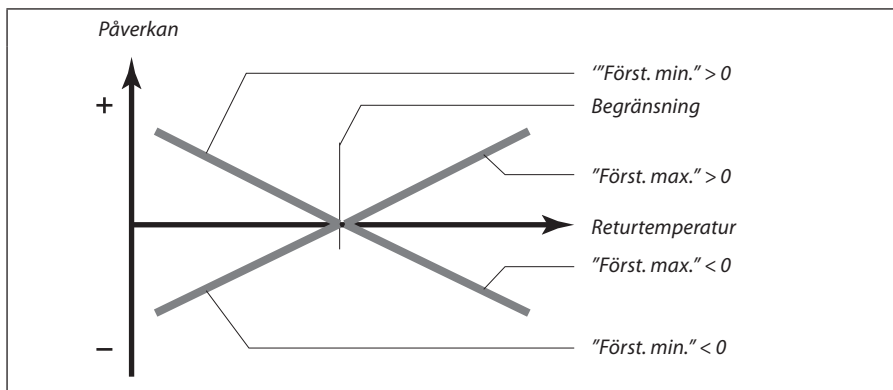 Påverkan
‘”Först. min.” > 0
+
Begränsning
”Först. max.” > 0
Returtemperatur
”Först. max.” < 0
”Först. min.” < 0
–